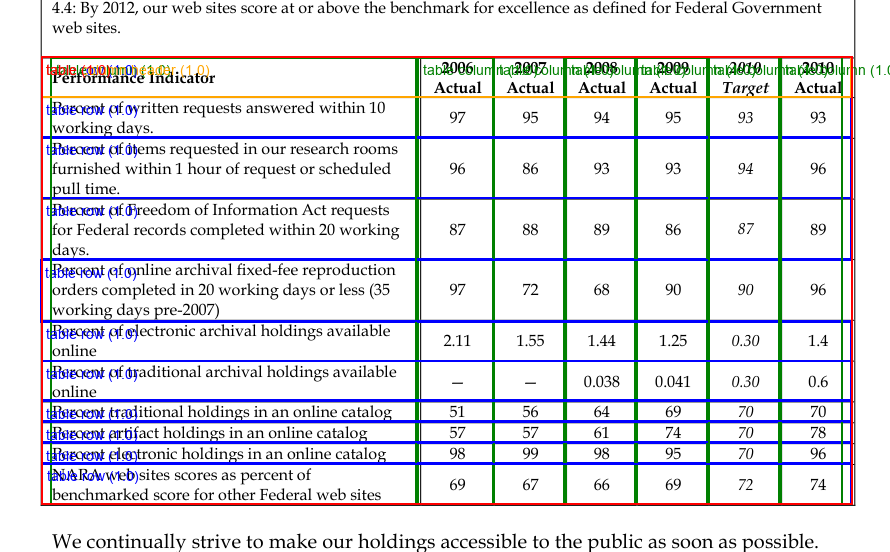 4.4: By 2012, our web sites score at or above the benchmark for excellence as defined for Federal Government
web sites.
Performance Indicator 2006 Actual 2007 Actual 2008 Actual 2009 Actual 2010 Target 2010 Actual
Percent of written requests answered within 10
working days. 97 95 94 95 93 93
Percent of items requested in our research rooms
furnished within 1 hour of request or scheduled 96 86 93 93 94 96
pull time.
Percent of Freedom of Information Act requests
for Federal records completed within 20 working 87 88 89 86 87 89
days.
Percent of online archival fixed-fee reproduction
orders completed in 20 working days or less (35 97 72 68 90 90 96
working days pre-2007)
Percent of electronic archival holdings available
online 2.11 1.55 1.44 1.25 0.30 1.4
Percent of traditional archival holdings available
online — — 0.038 0.041 0.30 0.6
Percent traditional holdings in an online catalog 51 56 64 69 70 70
Percent artifact holdings in an online catalog 57 57 61 74 70 78
Percent electronic holdings in an online catalog 98 99 98 95 70 96
NARA web sites scores as percent of
benchmarked score for other Federal web sites 69 67 66 69 72 74
We continually strive to make our holdings accessible to the public as soon as possible.